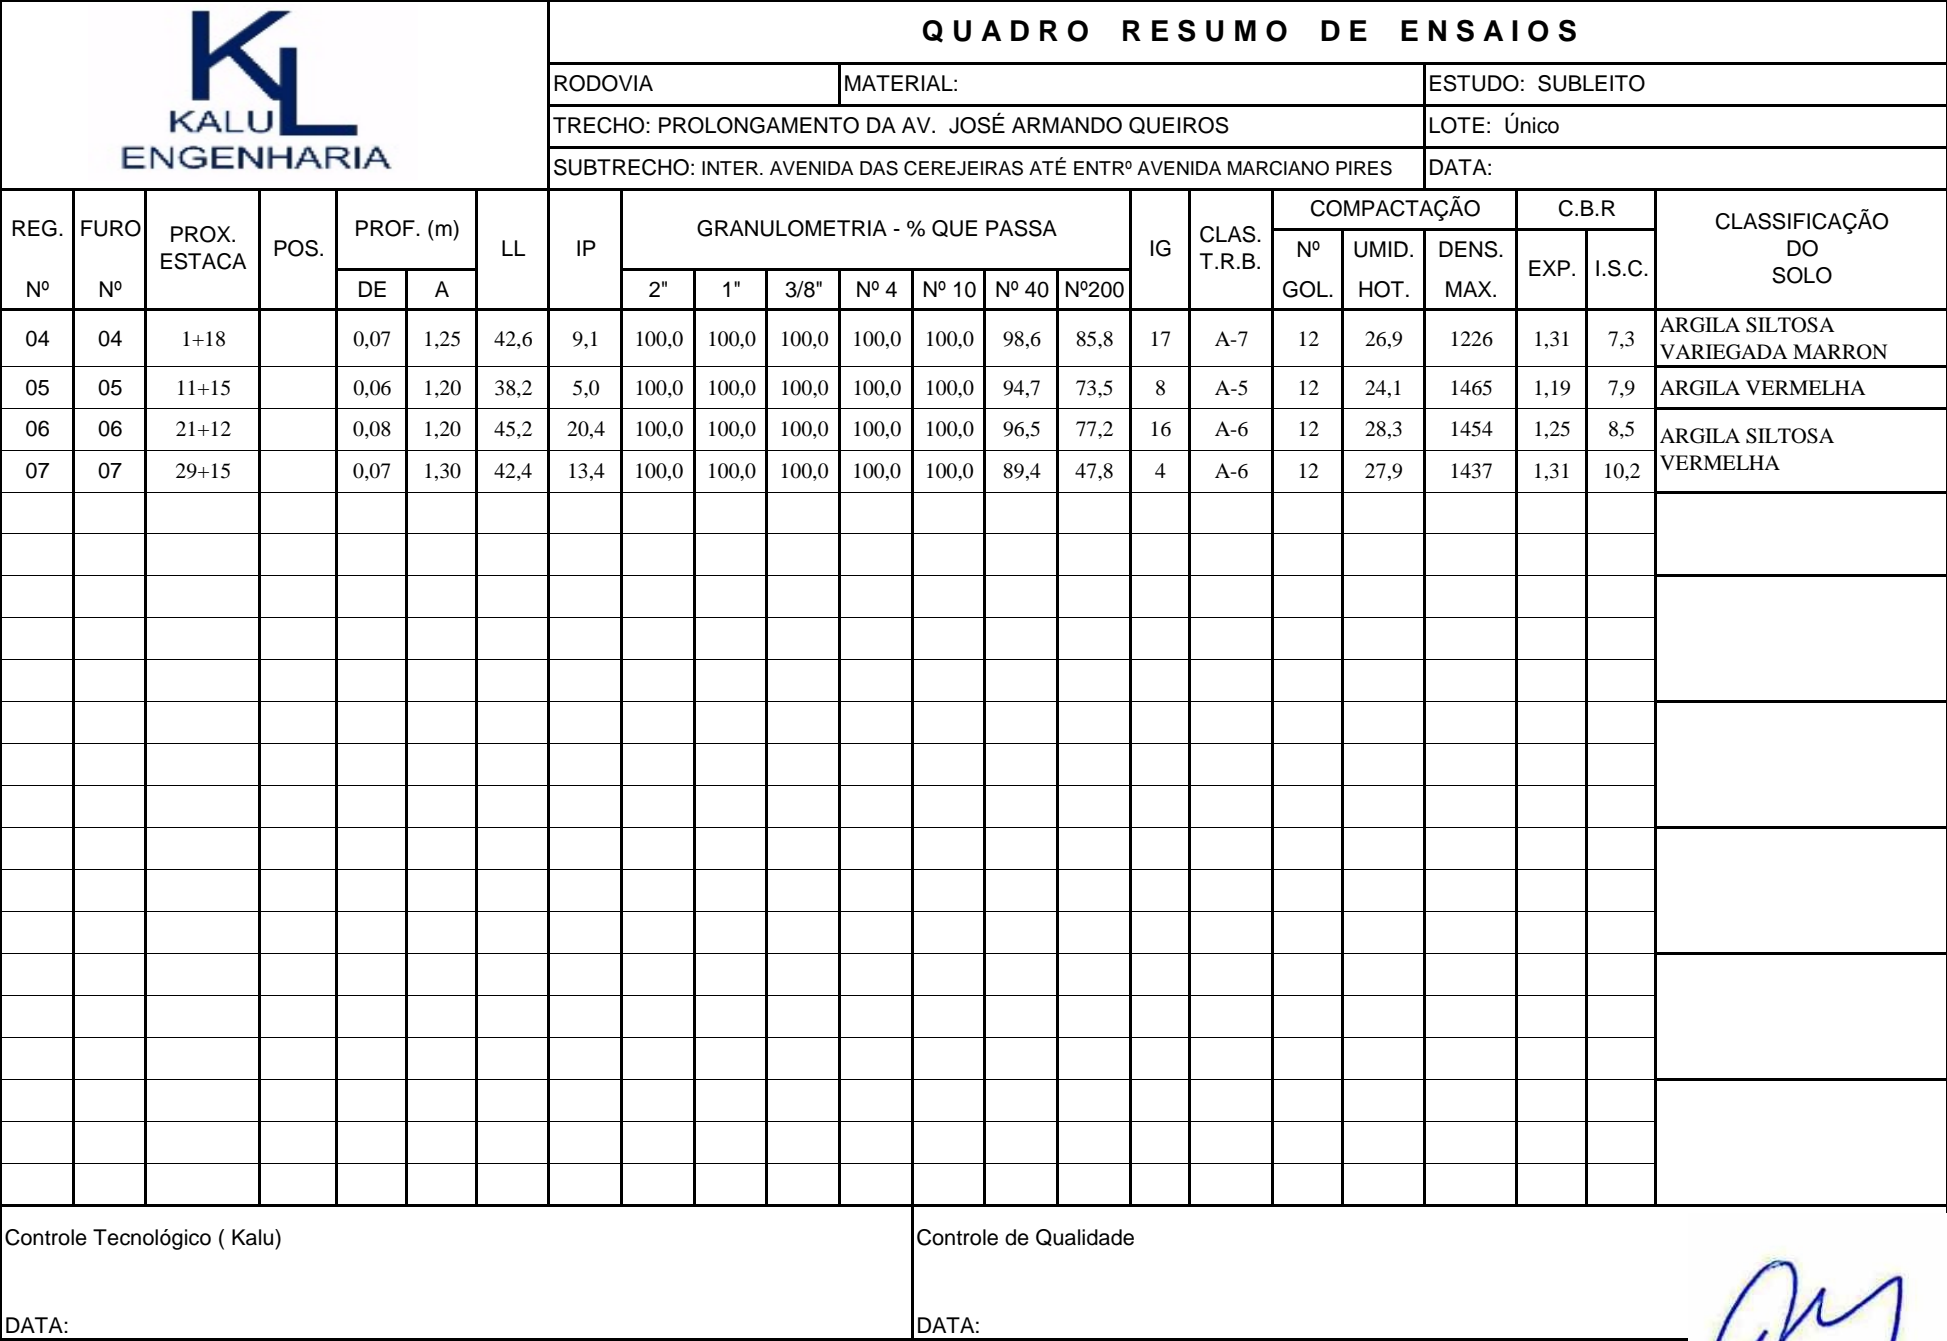 KALU
ENGENHARIA
QUADRO RESUMO DE ENSAIOS
RODOVIA MATERIAL: ESTUDO: SUBLEITO
TRECHO: PROLONGAMENTO DA AV. JOSÉ ARMANDO QUEIROS LOTE: Único
SUBTRECHO: INTER. AVENIDA DAS CEREJEIRAS ATÉ ENTRº AVENIDA MARCIANO PIRES DATA:
REG. Nº FURO Nº PROX. ESTACA POS. PROF. (m) DE A LL IP GRANULOMETRIA - % QUE PASSA 2" 1" 3/8" Nº 4 Nº 10 Nº 40 Nº200 IG CLAS. T.R.B. COMPACTAÇÃO Nº GOL. UMID. HOT. DENS. MAX. C.B.R EXP. I.S.C. CLASSIFICAÇÃO DO SOLO
04 04 1+18 0,07 1,25 42,6 9,1 100,0 100,0 100,0 100,0 100,0 98,6 85,8 17 A-7 12 26,9 1226 1,31 7,3 ARGILA SILTOSA VARIEGADA MARRON
05 05 11+15 0,06 1,20 38,2 5,0 100,0 100,0 100,0 100,0 100,0 94,7 73,5 8 A-5 12 24,1 1465 1,19 7,9 ARGILA VERMELHA
06 06 21+12 0,08 1,20 45,2 20,4 100,0 100,0 100,0 100,0 100,0 96,5 77,2 16 A-6 12 28,3 1454 1,25 8,5 ARGILA SILTOSA VERMELHA
07 07 29+15 0,07 1,30 42,4 13,4 100,0 100,0 100,0 100,0 100,0 89,4 47,8 4 A-6 12 27,9 1437 1,31 10,2
Controle Tecnológico ( Kalu) Controle de Qualidade
DATA: DATA: